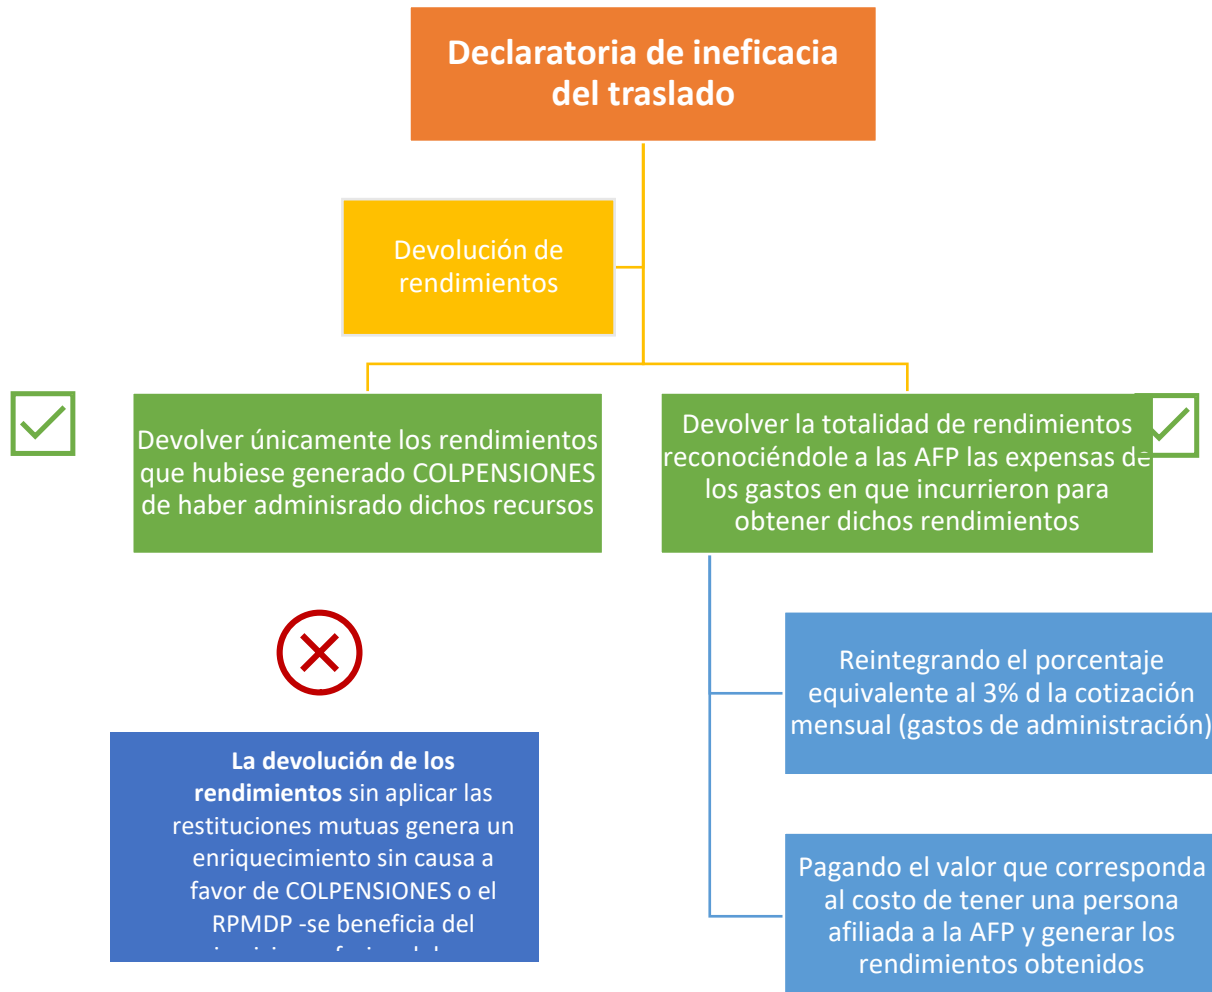 Declaratoria de ineficacia
del traslado
Devolución de
rendimientos
Devolver únicamente los rendimientos
que hubiese generado COLPENSIONES
de haber adminisrado dichos recursos
Devolver la totalidad de rendimientos
reconociéndole a las AFP las expensas de
los gastos en que incurrieron para
obtener dichos rendimientos
La devolución de los
rendimientos sin aplicar las
restituciones mutuas genera un
enriquecimiento sin causa a
favor de COLPENSIONES o el
RPMDP -se beneficia del
Reintegrando el porcentaje
equivalente al 3% d la cotización
mensual (gastos de administración)
Pagando el valor que corresponda
al costo de tener una persona
afiliada a la AFP y generar los
rendimientos obtenidos